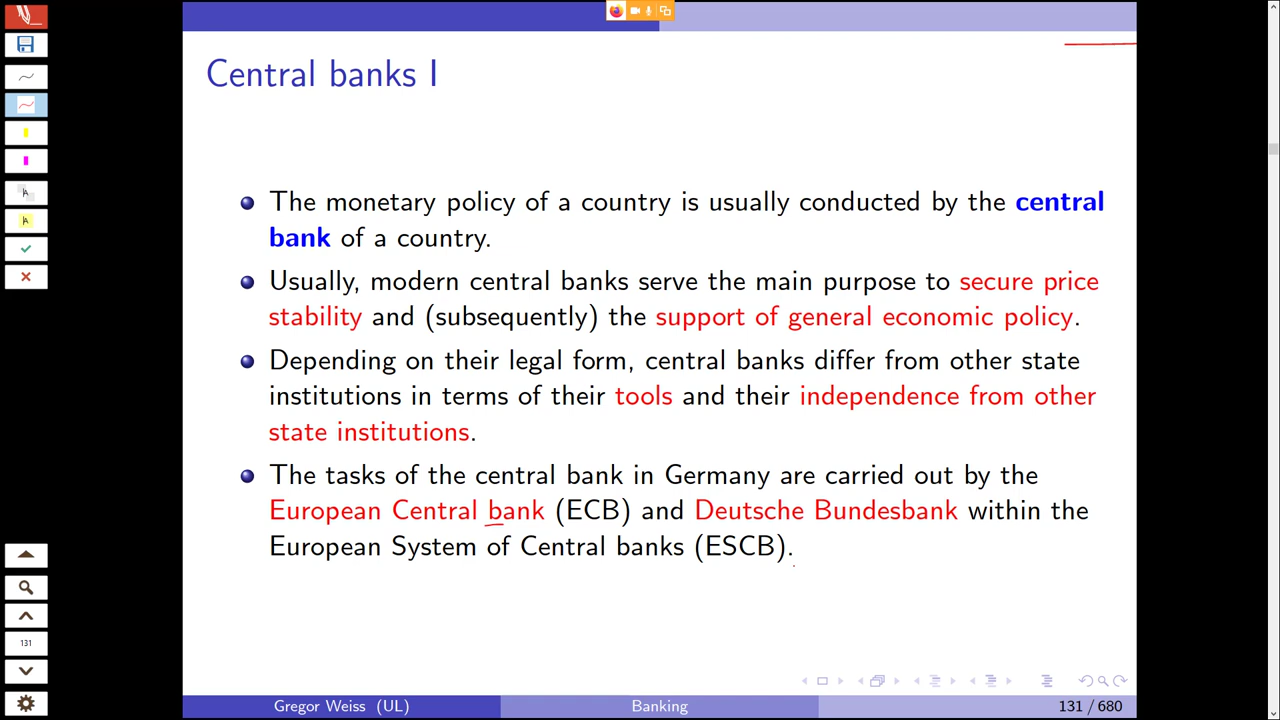 Central banks I
The monetary policy of a country is usually conducted by the central
bank of a country.
Usually, modern central banks serve the main purpose to secure price
stability and (subsequently) the support of general economic policy.
Depending on their legal form, central banks differ from other state
institutions in terms of their tools and their independence from other
state institutions.
The tasks of the central bank in Germany are carried out by the
European Central bank (ECB) and Deutsche Bundesbank within the
European System of Central banks (ESCB).
131
Gregor Weiss (UL) Banking 131 / 680